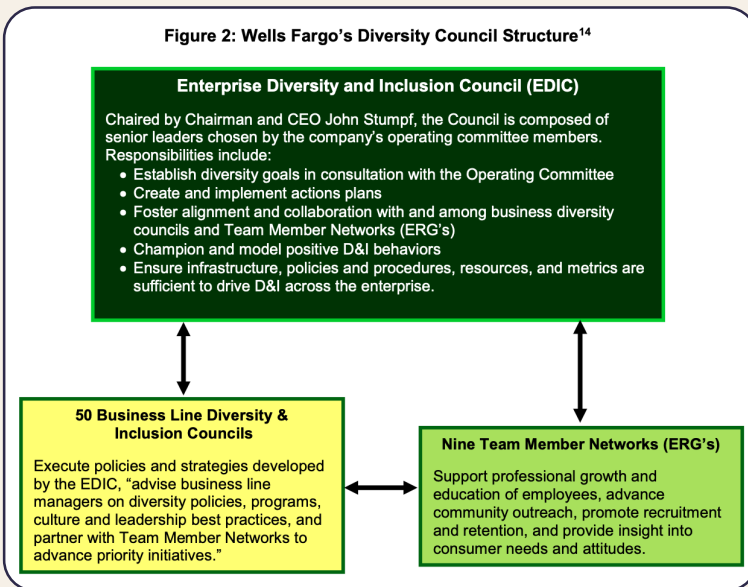 Figure 2: Wells Fargo's Diversity Council Structure¹⁴
Enterprise Diversity and Inclusion Council (EDIC)
Chaired by Chairman and CEO John Stumpf, the Council is composed of
senior leaders chosen by the company's operating committee members.
Responsibilities include:
• Establish diversity goals in consultation with the Operating Committee
• Create and implement actions plans
• Foster alignment and collaboration with and among business diversity
councils and Team Member Networks (ERG's)
• Champion and model positive D&I behaviors
• Ensure infrastructure, policies and procedures, resources, and metrics are
sufficient to drive D&I across the enterprise.
50 Business Line Diversity &
Inclusion Councils
Execute policies and strategies developed
by the EDIC, “advise business line
managers on diversity policies, programs,
culture and leadership best practices, and
partner with Team Member Networks to
advance priority initiatives.”
Nine Team Member Networks (ERG's)
Support professional growth and
education of employees, advance
community outreach, promote recruitment
and retention, and provide insight into
consumer needs and attitudes.